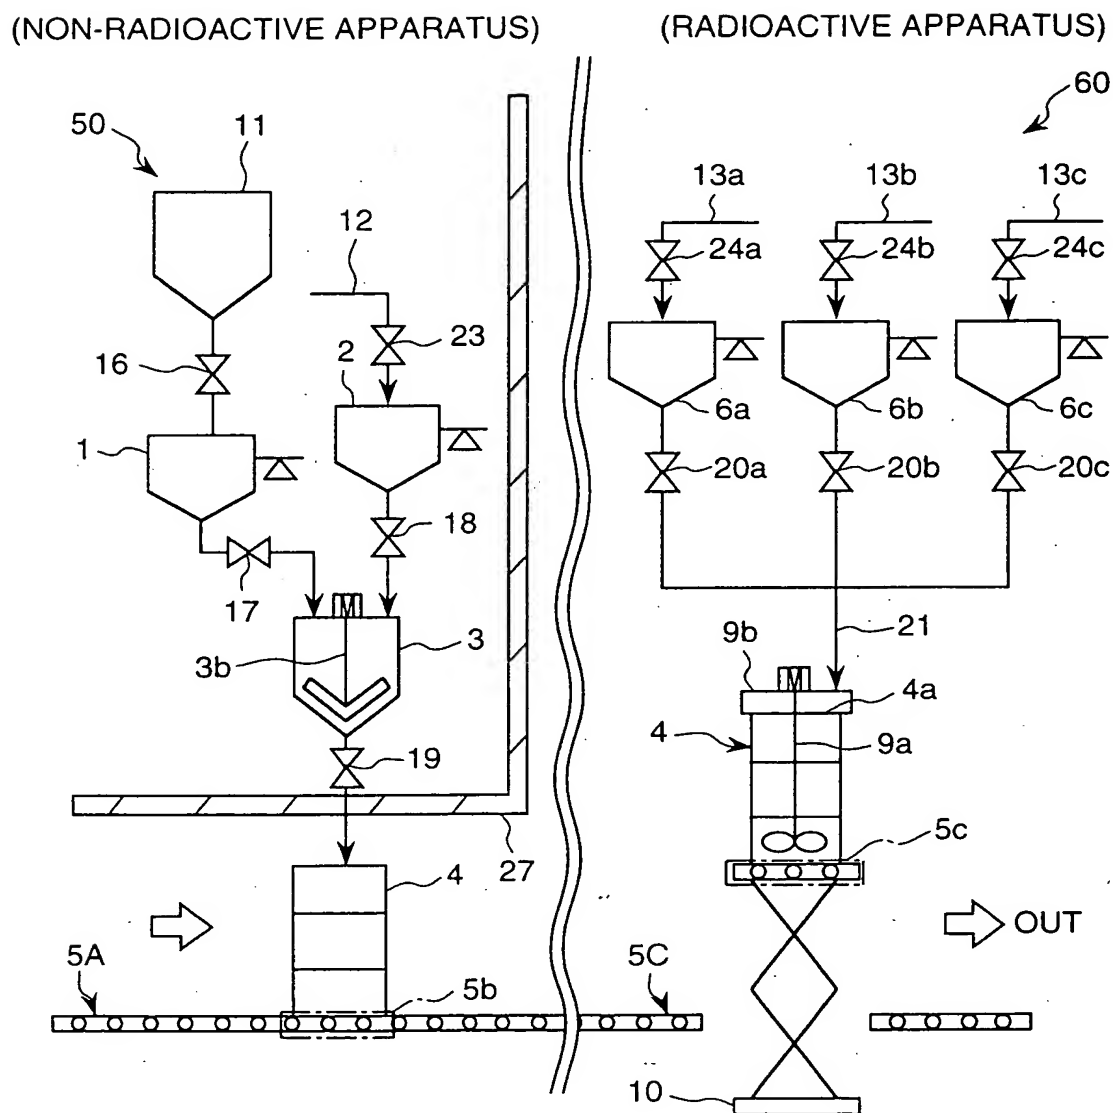 (NON-RADIOACTIVE APPARATUS) (RADIOACTIVE APPARATUS)
50 11 60
13a 13b 13c
12 24a 24b 24c
23
16 2
6a 6b 6c
1
20a 20b 20c
18
17
21
3b 3 9b
4a
4 9a
19
5c
4 27
OUT
5A 5b 5C
10